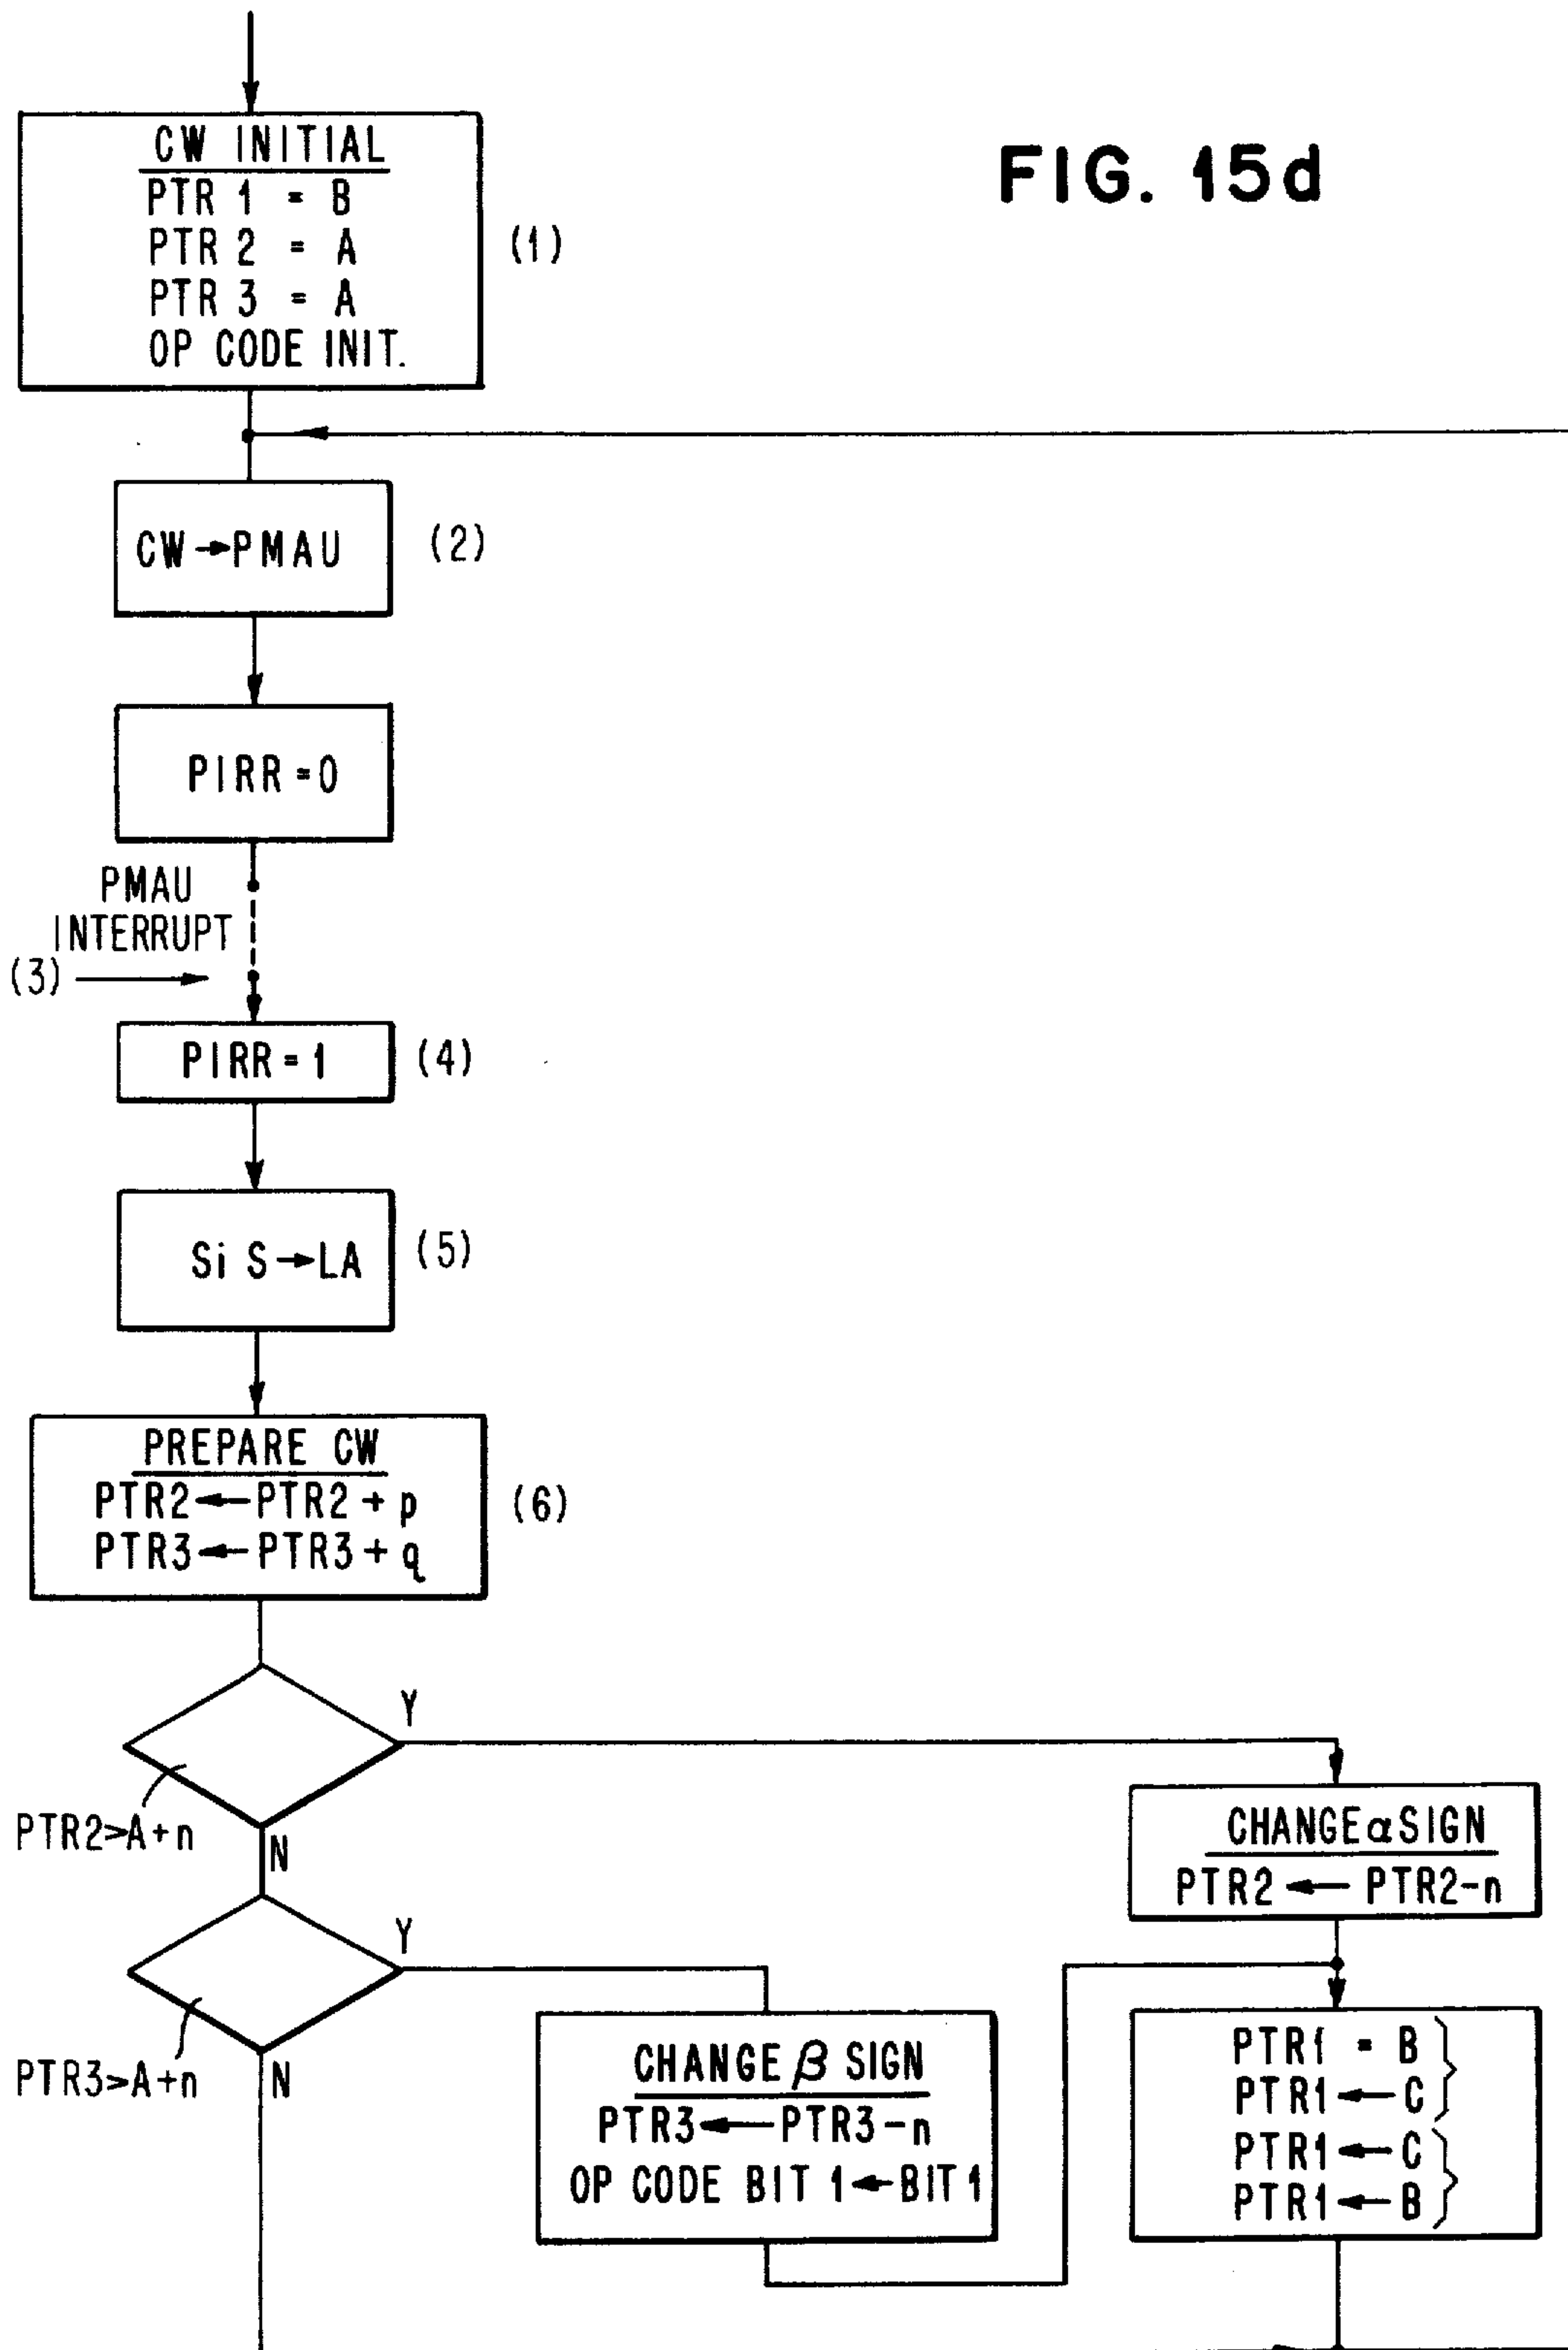 FIG. 15d
CW INITIAL
PTR 1 = B
PTR 2 = A
PTR 3 = A
OP CODE INIT.
(1)
CW→PMAU
(2)
PIRR=0
PMAU
INTERRUPT
(3)
PIRR=1
(4)
Si S→LA
(5)
PREPARE CW
PTR2←PTR2+p
PTR3←PTR3+q
(6)
Y
PTR2>A+n
N
CHANGE α SIGN
PTR2 ← PTR2-n
Y
PTR3>A+n
N
CHANGE β SIGN
PTR3←PTR3-n
OP CODE BIT 1←BIT 1
PTR1 = B
PTR1 ← C
PTR1 ← C
PTR1 ← B